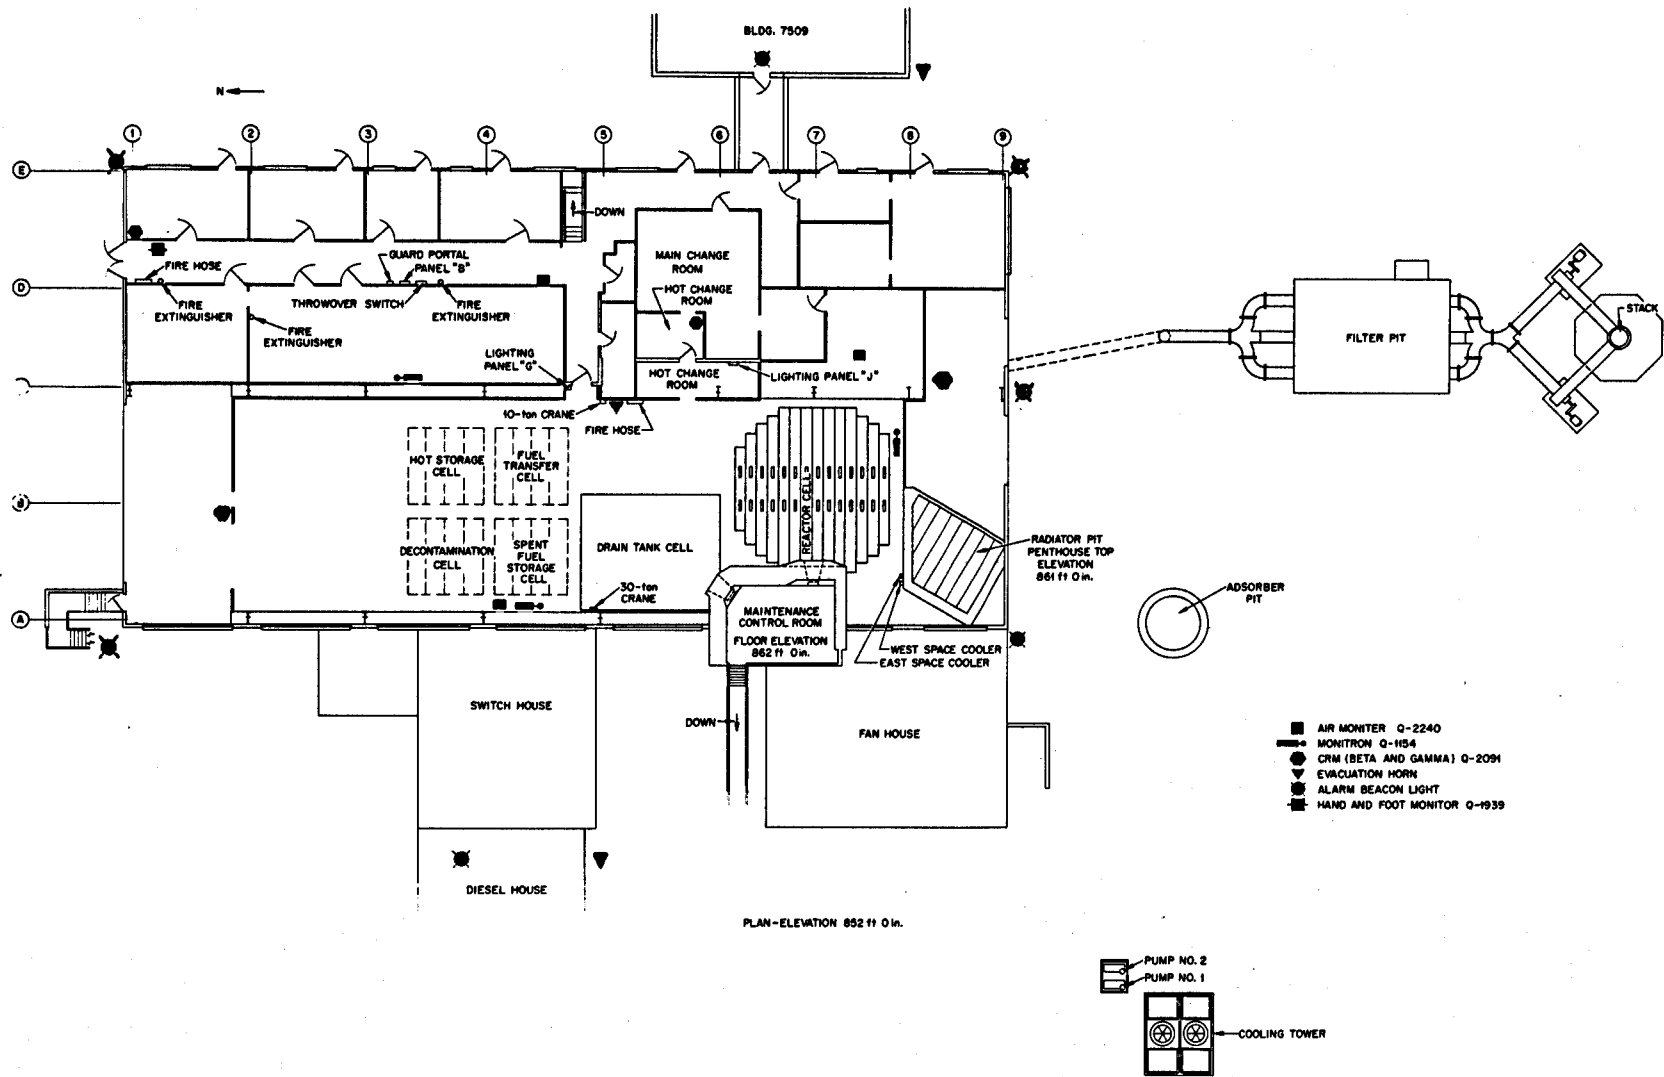 BLDG. 7509
N
1 2 3 4 5 6 7 8 9
E
DOWN
GUARD PORTAL
PANEL "S"
FIRE HOSE
MAIN CHANGE
ROOM
D
THROWOVER SWITCH
HOT CHANGE
ROOM
FIRE
EXTINGUISHER
FIRE
EXTINGUISHER
STACK
FIRE
EXTINGUISHER
FILTER PIT
LIGHTING
PANEL "G"
HOT CHANGE
ROOM
LIGHTING PANEL "J"
10-ton CRANE
FIRE HOSE
HOT STORAGE
CELL
FUEL
TRANSFER
CELL
REACTOR CELL
B
DECONTAMINATION
CELL
SPENT
FUEL
STORAGE
CELL
DRAIN TANK CELL
RADIATOR PIT
PENTHOUSE TOP
ELEVATION
861 ft 0 in.
30-ton
CRANE
ADSORBER
PIT
A
MAINTENANCE
CONTROL ROOM
FLOOR ELEVATION
862 ft 0 in.
WEST SPACE COOLER
EAST SPACE COOLER
SWITCH HOUSE
DOWN
FAN HOUSE
AIR MONITER Q-2240
MONITRON Q-1154
CRM (BETA AND GAMMA) Q-2091
EVACUATION HORN
ALARM BEACON LIGHT
HAND AND FOOT MONITOR Q-1939
DIESEL HOUSE
PLAN-ELEVATION 852 ft 0 in.
PUMP NO. 2
PUMP NO. 1
COOLING TOWER